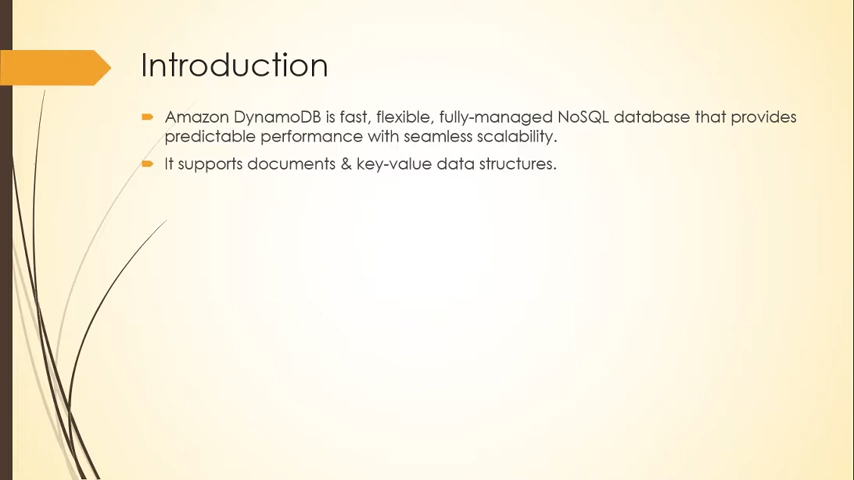 Introduction
Amazon DynamoDB is fast, flexible, fully-managed NoSQL database that provides
predictable performance with seamless scalability.
It supports documents & key-value data structures.